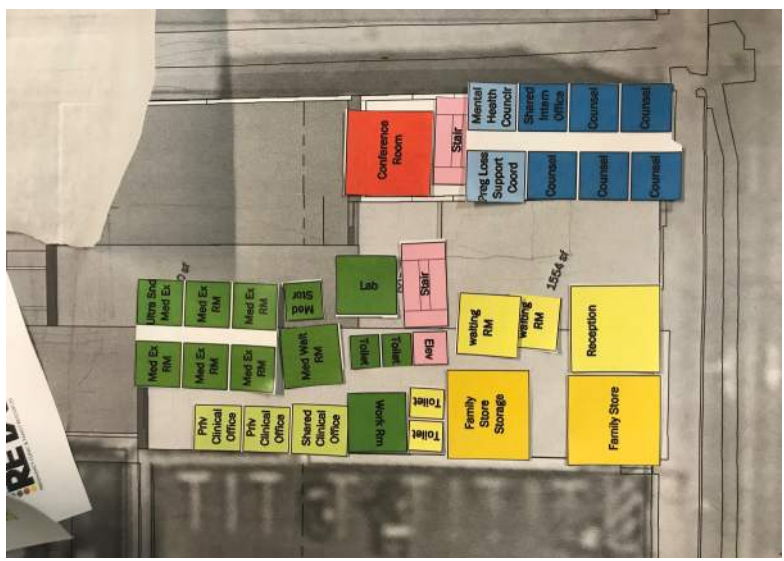 Mental
Health
Counclr
Shared
Intern
Office
Counsel
Counsel
Conference
Room
Stair
Preg Loss
Support
Coord
Counsel
Counsel
Counsel
1554 sf
Ultra Snd
Med Ex
RM
Med Ex
RM
Med Ex
RM
Med
Stor
Lab
Stair
waiting
RM
waiting
RM
Reception
Med Ex
RM
Med Ex
RM
Med Ex
RM
Med Wait
RM
Toilet
Toilet
Elev
Priv
Clinical
Office
Priv
Clinical
Office
Shared
Clinical
Office
Work Rm
Toilet
Toilet
Family
Store
Storage
Family Store